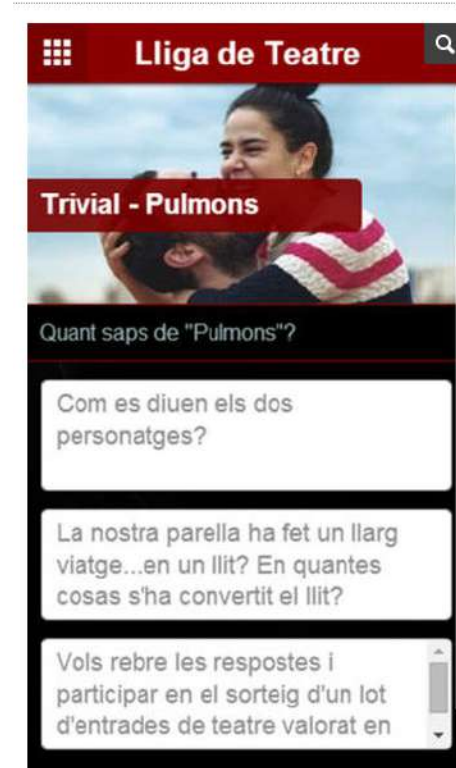 Lliga de Teatre
Trivial - Pulmons
Quant saps de "Pulmons"?
Com es diuen els dos
personatges?
La nostra parella ha fet un llarg
viatge...en un llit? En quantes
cosas s'ha convertit el llit?
Vols rebre les respostes i
participar en el sorteig d'un lot
d'entrades de teatre valorat en